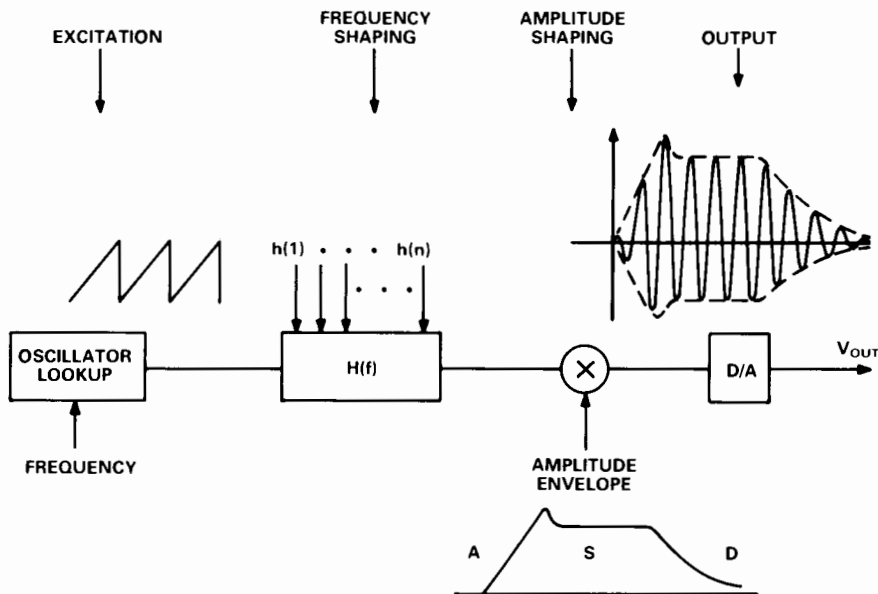 EXCITATION
FREQUENCY
SHAPING
AMPLITUDE
SHAPING
OUTPUT
h(1) . . . h(n)
. . .
OSCILLATOR
LOOKUP
H(f)
×
D/A
VOUT
FREQUENCY
AMPLITUDE
ENVELOPE
A
S
D